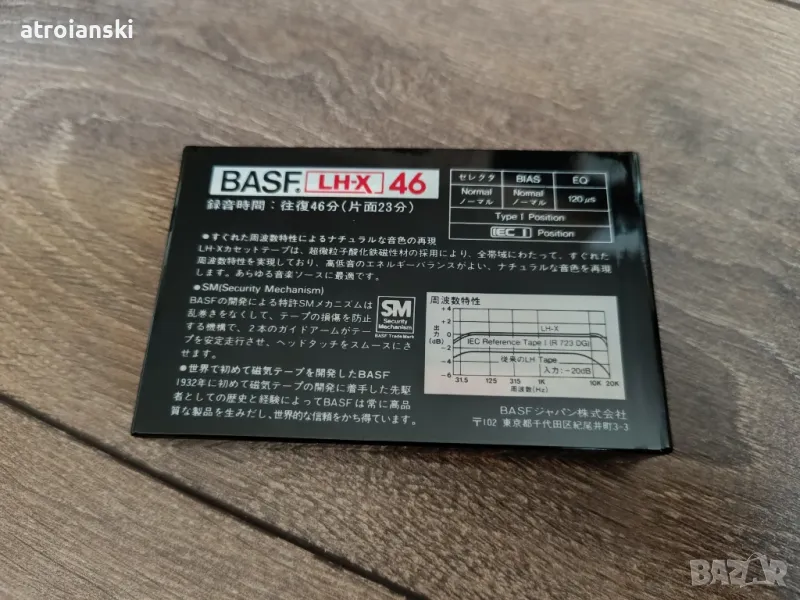 atroianski
BASF LH-X 46
録音時間：往復46分(片面23分)
セレクタ BIAS EQ
Normal ノーマル Normal ノーマル 120μs
Type I Position
IEC I Position
●すぐれた周波数特性によるナチュラルな音色の再現
LH-Xカセットテープは、超微粒子酸化鉄磁性材の採用により、全帯域にわたって、すぐれた
周波数特性を実現しており、高低音のエネルギーバランスがよい、ナチュラルな音色を再現
します。あらゆる音楽ソースに最適です。
●SM(Security Mechanism)
BASFの開発による特許SMメカニズムは
乱巻きをなくして、テープの損傷を防止
する機構で、2本のガイドアームがテー
プを安定走行させ、ヘッドタッチをスムースにさ
せます。
SM
Security
Mechanism
BASF Trade Mark
●世界で初めて磁気テープを開発したBASF
1932年に初めて磁気テープの開発に着手した先駆
者としての歴史と経験によってBASFは常に高品
質な製品を生みだし、世界的な信頼をかち得ています。
周波数特性
+4
+2
0
-2
-4
-6
出力(dB)
LH-X
IEC Reference Tape I (R 723 DG)
従来のLH Tape
入力：-20dB
31.5 125 315 1K 10K 20K
周波数(Hz)
BASFジャパン株式会社
〒102 東京都千代田区紀尾井町3-3
BAZAR